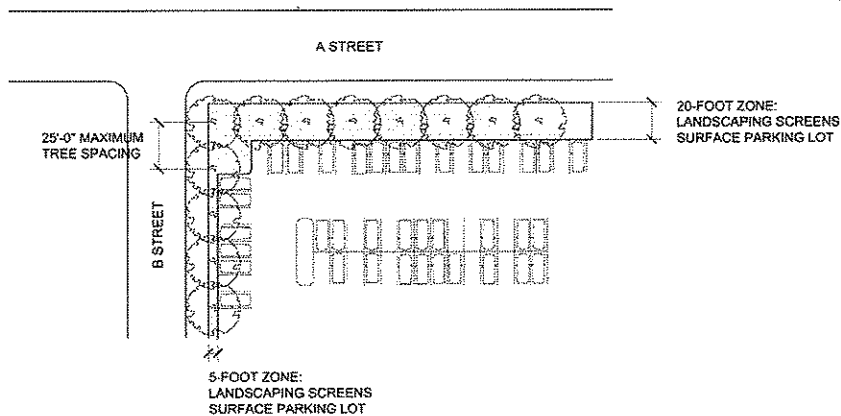 A STREET
20-FOOT ZONE:
LANDSCAPING SCREENS
SURFACE PARKING LOT
25'-0" MAXIMUM
TREE SPACING
B STREET
5-FOOT ZONE:
LANDSCAPING SCREENS
SURFACE PARKING LOT